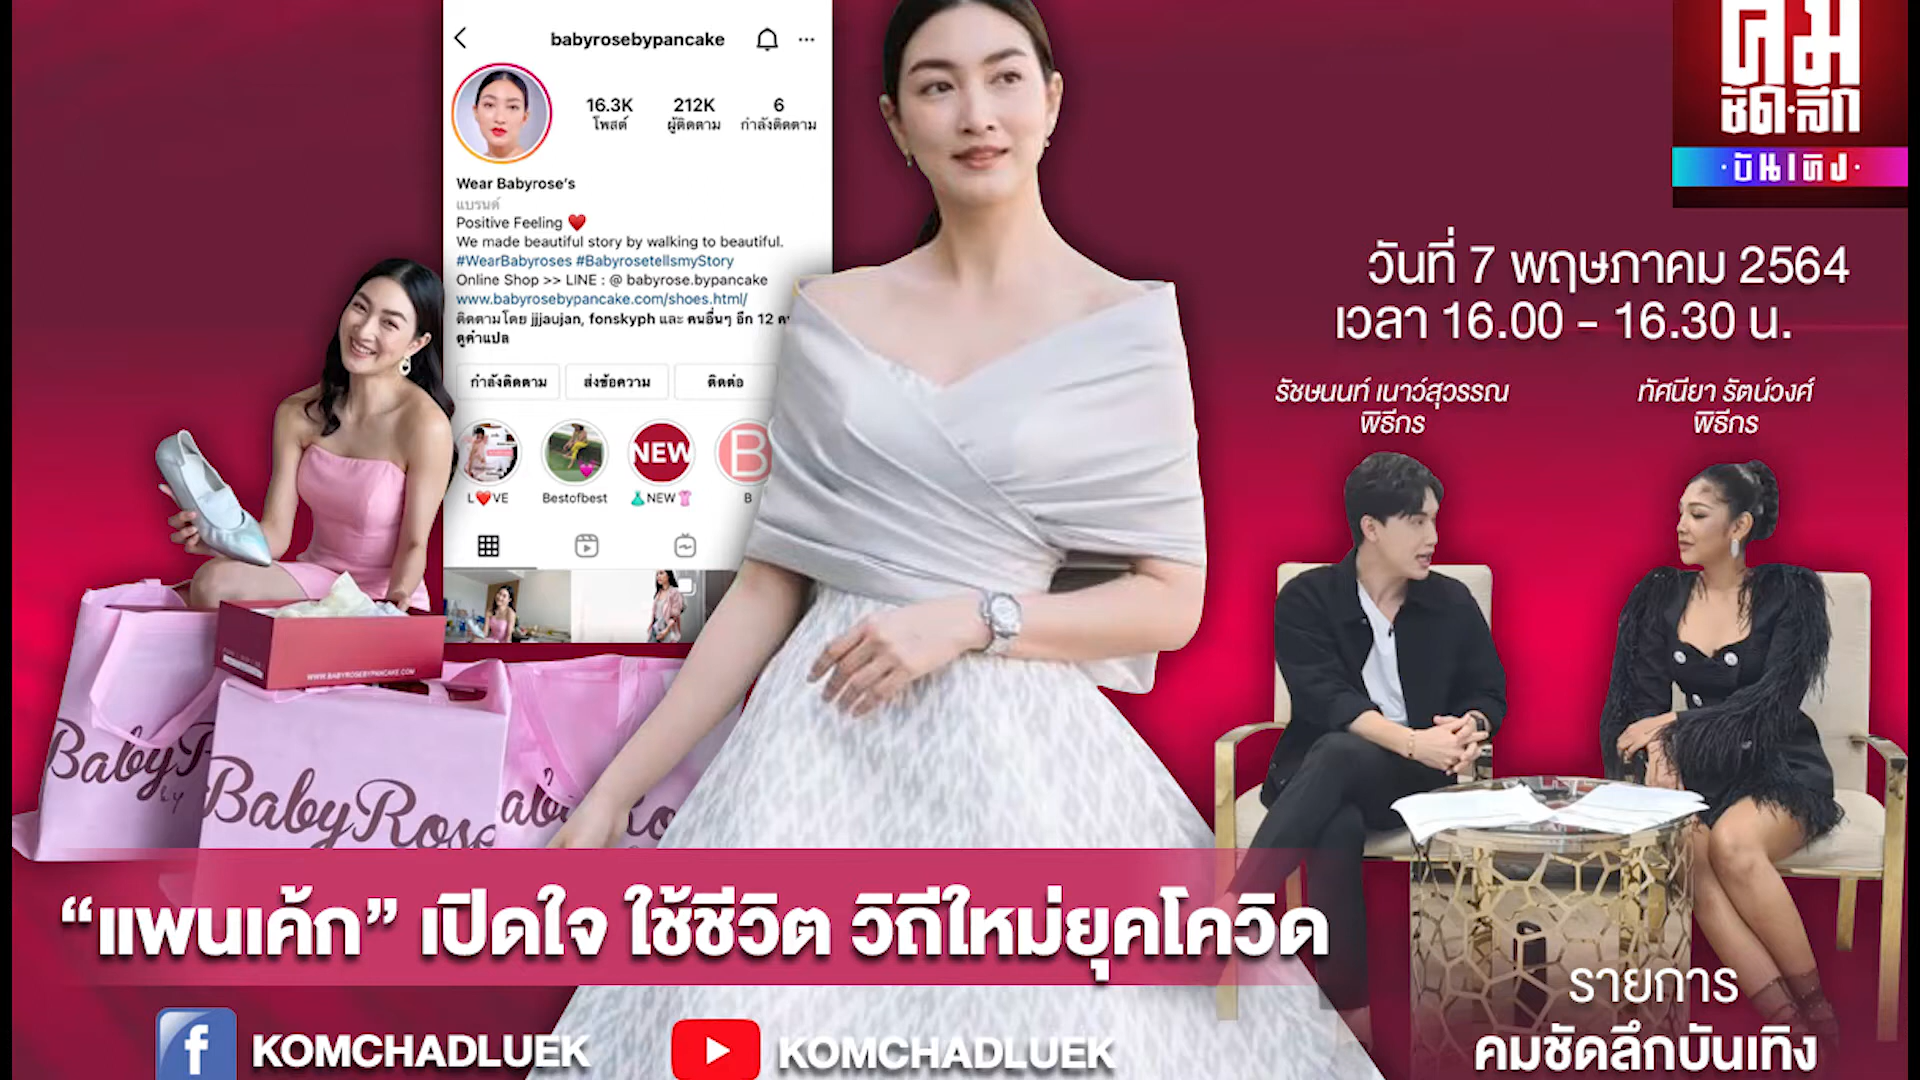 babyrosebypancake
16.3K
โพสต์
212K
ผู้ติดตาม
6
กำลังติดตาม
Wear Babyrose's
แบรนด์
Positive Feeling ❤️
We made beautiful story by walking to beautiful.
#WearBabyroses #BabyrosetellsmyStory
Online Shop >> LINE : @ babyrose.bypancake
www.babyrosebypancake.com/shoes.html/
ติดตามโดย jjjaujan, fonskyph และ คนอื่นๆ อีก 12
ดูคำแปล
กำลังติดตาม
ส่งข้อความ
ติดต่อ
NEW
B
L❤️VE
Bestofbest
NEW
B
คม
ชัด·ลึก
·บันเทิง·
วันที่ 7 พฤษภาคม 2564
เวลา 16.00 - 16.30 น.
รัชษนนท์ เนาว์สุวรรณ
พิธีกร
ทัศนียา รัตน์วงศ์
พิธีกร
WWW.BABYROSEBYPANCAKE.COM
Baby
by
BabyRose
"แพนเค้ก" เปิดใจ ใช้ชีวิต วิถีใหม่ยุคโควิด
รายการ
คมชัดลึกบันเทิง
f KOMCHADLUEK
KOMCHADLUEK